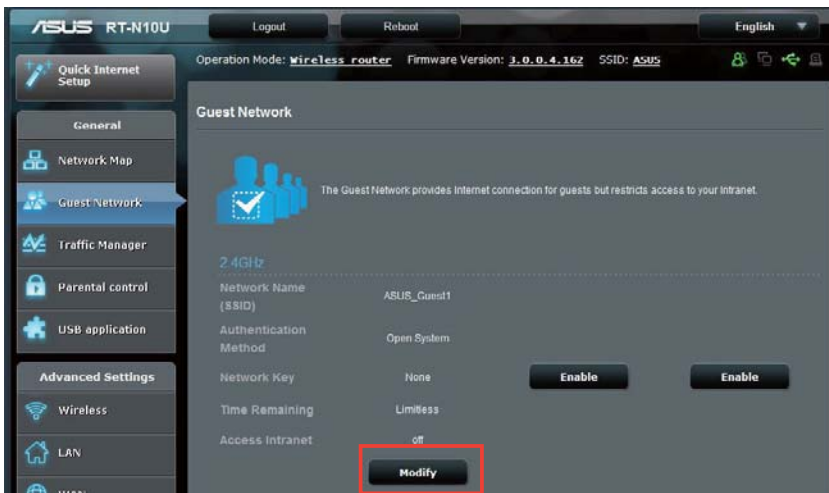 ASUS RT-N10U Logout Reboot English
Quick Internet Setup
Operation Mode: Wireless router Firmware Version: 3.0.0.4.162 SSID: ASUS
General
Network Map
Guest Network
Traffic Manager
Parental control
USB application
Advanced Settings
Wireless
LAN
Guest Network
The Guest Network provides Internet connection for guests but restricts access to your Intranet.
2.4GHz
Network Name (SSID) ASUS_Guest1
Authentication Method Open System
Network Key None Enable Enable
Time Remaining Limitless
Access Intranet off
Modify